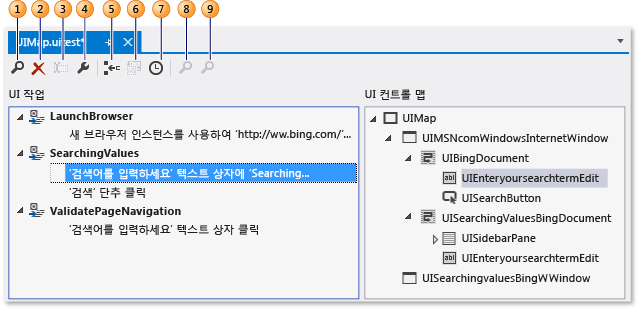 1 2 3 4 5 6 7 8 9
UIMap.uitest*
UI 작업
UI 컨트롤 맵
LaunchBrowser
새 브라우저 인스턴스를 사용하여 'http://ww.bing.com/'...
SearchingValues
'검색어를 입력하세요' 텍스트 상자에 'Searching...
'검색' 단추 클릭
ValidatePageNavigation
'검색어를 입력하세요' 텍스트 상자 클릭
UIMap
UIMSNcomWindowsInternetWindow
UIBingDocument
UIEnteryoursearchtermEdit
UISearchButton
UISearchingValuesBingDocument
UISidebarPane
UIEnteryoursearchtermEdit
UISearchingvaluesBingWWindow